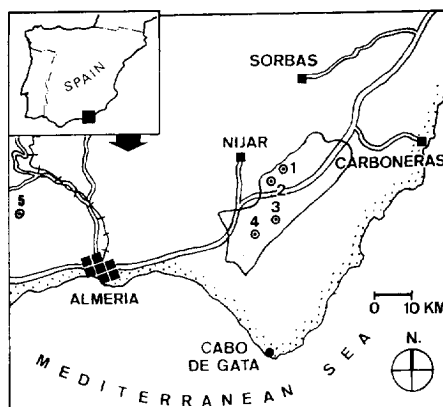 SPAIN
SORBAS
NIJAR
CARBONERAS
1
2
3
4
5
ALMERIA
0 10 KM
CABO
DE GATA
N.
MEDITERRANEAN SEA